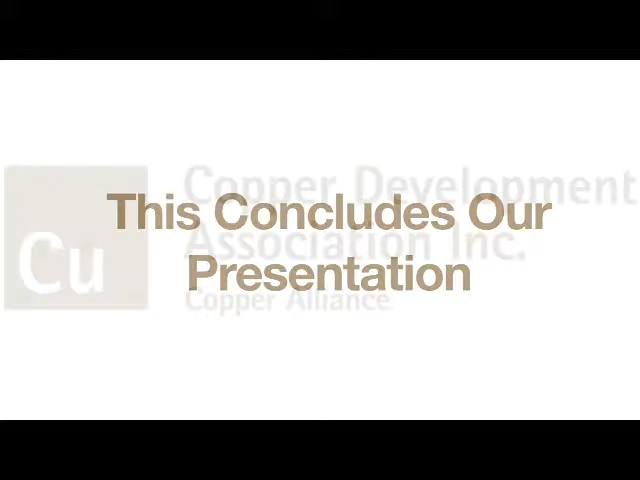 This Concludes Our
Presentation
Cu
Copper Development
Association Inc.
Copper Alliance